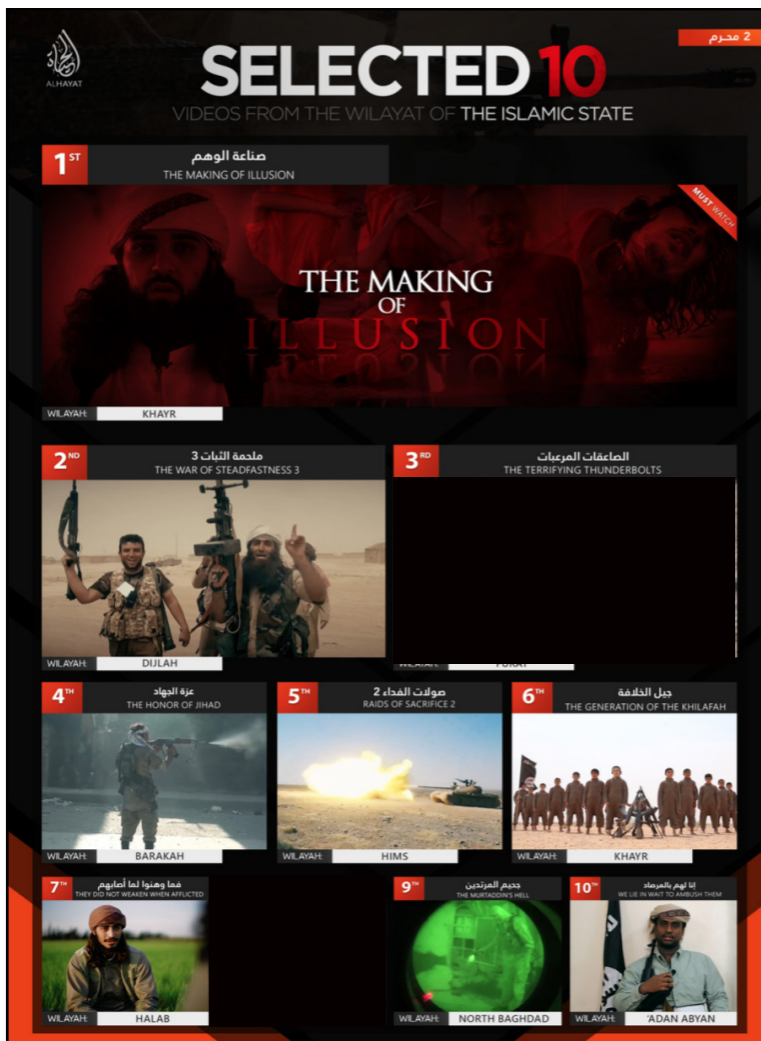 2 محرم
الحياة
ALHAYAT
SELECTED 10
VIDEOS FROM THE WILAYAT OF THE ISLAMIC STATE
1ST
صناعة الوهم
THE MAKING OF ILLUSION
MUST WATCH
THE MAKING
OF
ILLUSION
WILAYAH: KHAYR
2ND
ملحمة الثبات 3
THE WAR OF STEADFASTNESS 3
WILAYAH: DIJLAH
3RD
الصاعقات المرعبات
THE TERRIFYING THUNDERBOLTS
4TH
عزة الجهاد
THE HONOR OF JIHAD
WILAYAH: BARAKAH
5TH
صولات الفداء 2
RAIDS OF SACRIFICE 2
WILAYAH: HIMS
6TH
جيل الخلافة
THE GENERATION OF THE KHILAFAH
WILAYAH: KHAYR
7TH
فما وهنوا لما أصابهم
THEY DID NOT WEAKEN WHEN AFFLICTED
WILAYAH: HALAB
9TH
جحيم المرتدين
THE MURTADDIN'S HELL
WILAYAH: NORTH BAGHDAD
10TH
إنا لهم بالمرصاد
WE LIE IN WAIT TO AMBUSH THEM
WILAYAH: 'ADAN ABYAN